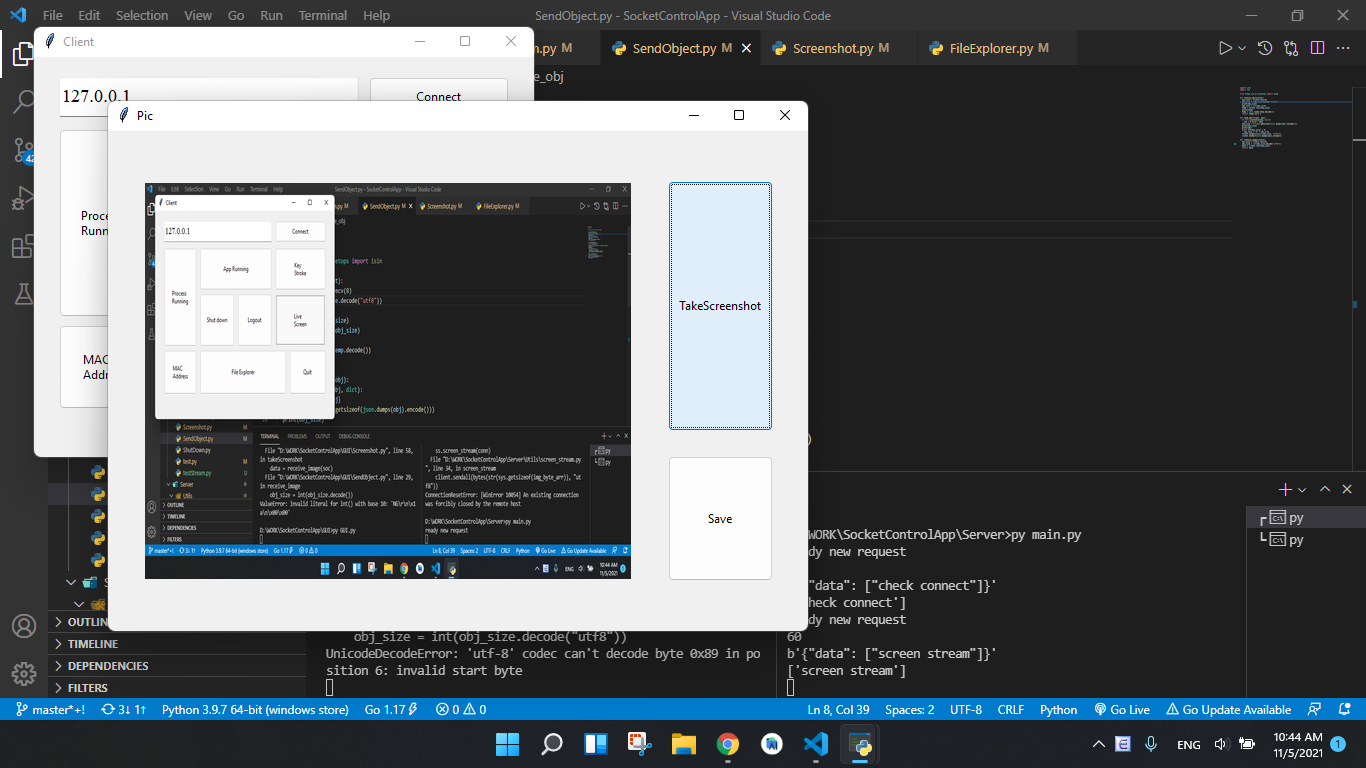 File Edit Selection View Go Run Terminal Help SendObject.py - SocketControlApp - Visual Studio Code
Client
n.py M SendObject.py M Screenshot.py M FileExplorer.py M
e_obj
127.0.0.1 Connect
Pic
File Edit Selection View Go Run Terminal Help SendObject.py - SocketControlApp - Visual Studio Code
Client
SendObject.py M Screenshot.py M FileExplorer.py M
127.0.0.1 Connect
App Running
Key
Stroke
Process
Running
Shut down Logout
Live
Screen
MAC
Address
File Explorer Quit
etops import isin
t):
ecv(8)
e.decode("utf8"))
size)
obj_size)
emp.decode())
obj):
bj, dict):
j}
getsizeof(json.dumps(obj).encode()))
print(obj_size)
Screenshot.py M
SendObject.py M
ShutDown.py
test.py M
testStream.py U
Server
Utils
OUTLINE
TIMELINE
DEPENDENCIES
FILTERS
TERMINAL PROBLEMS OUTPUT DEBUG CONSOLE
File "D:\WORK\SocketControlApp\GUI\Screenshot.py", line 58,
in takeScreenshot
data = receive_image(soc)
File "D:\WORK\SocketControlApp\GUI\SendObject.py", line 29,
in receive_image
obj_size = int(obj_size.decode())
ValueError: invalid literal for int() with base 10: '%G\r\n\x1
a\n\x00\x00'
D:\WORK\SocketControlApp\GUI>py GUI.py
ss.screen_stream(conn)
File "D:\WORK\SocketControlApp\Server\Utils\screen_stream.py
", line 34, in screen_stream
client.sendall(bytes(str(sys.getsizeof(img_byte_arr)), "ut
f8"))
ConnectionResetError: [WinError 10054] An existing connection
was forcibly closed by the remote host
D:\WORK\SocketControlApp\Server>py main.py
ready new request
py
py
master*+! 3↓ 1↑ Python 3.9.7 64-bit (windows store) Go 1.17 0 0 Ln 8, Col 39 Spaces: 2 UTF-8 CRLF Python Go Live Go Update Available
ENG 10:44 AM
11/5/2021
TakeScreenshot
Save
Proce
Runn
MAC
Addr
S
OUTLINE
TIMELINE
DEPENDENCIES
FILTERS
obj_size = int(obj_size.decode("utf8"))
UnicodeDecodeError: 'utf-8' codec can't decode byte 0x89 in po
sition 6: invalid start byte
)
WORK\SocketControlApp\Server>py main.py
dy new request
"data": ["check connect"]}'
heck connect']
dy new request
60
b'{"data": ["screen stream"]}'
['screen stream']
py
py
42
master*+! 3↓ 1↑ Python 3.9.7 64-bit (windows store) Go 1.17 0 0 Ln 8, Col 39 Spaces: 2 UTF-8 CRLF Python Go Live Go Update Available
ENG 10:44 AM
11/5/2021 1